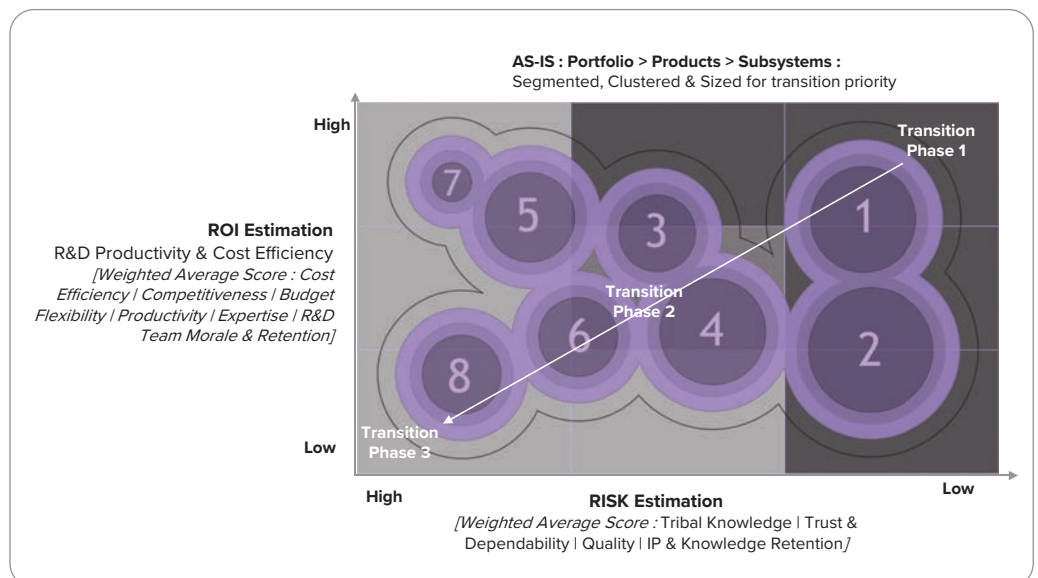 AS-IS : Portfolio > Products > Subsystems :
Segmented, Clustered & Sized for transition priority
High
Transition
Phase 1
7
5
3
1
ROI Estimation
R&D Productivity & Cost Efficiency
[Weighted Average Score : Cost
Efficiency | Competitiveness | Budget
Flexibility | Productivity | Expertise | R&D
Team Morale & Retention]
Transition
Phase 2
6
4
2
8
Transition
Phase 3
Low
High
RISK Estimation
Low
[Weighted Average Score : Tribal Knowledge | Trust &
Dependability | Quality | IP & Knowledge Retention]